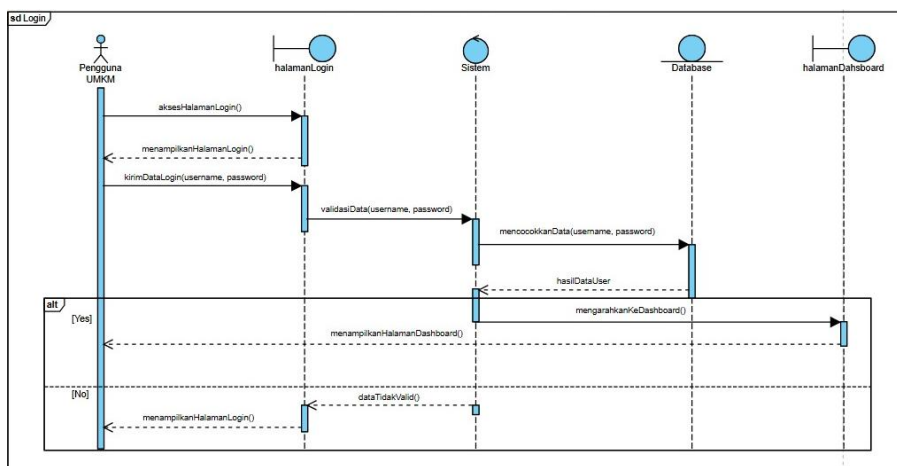 sd Login
Pengguna
UMKM
halamanLogin
Sistem
Database
halamanDahsboard
aksesHalamanLogin()
menampilkanHalamanLogin()
kirimDataLogin(username, password)
validasiData(username, password)
mencocokkanData(username, password)
hasilDataUser
alt
[Yes]
mengarahkanKeDashboard()
menampilkanHalamanDashboard()
[No]
dataTidakValid()
menampilkanHalamanLogin()